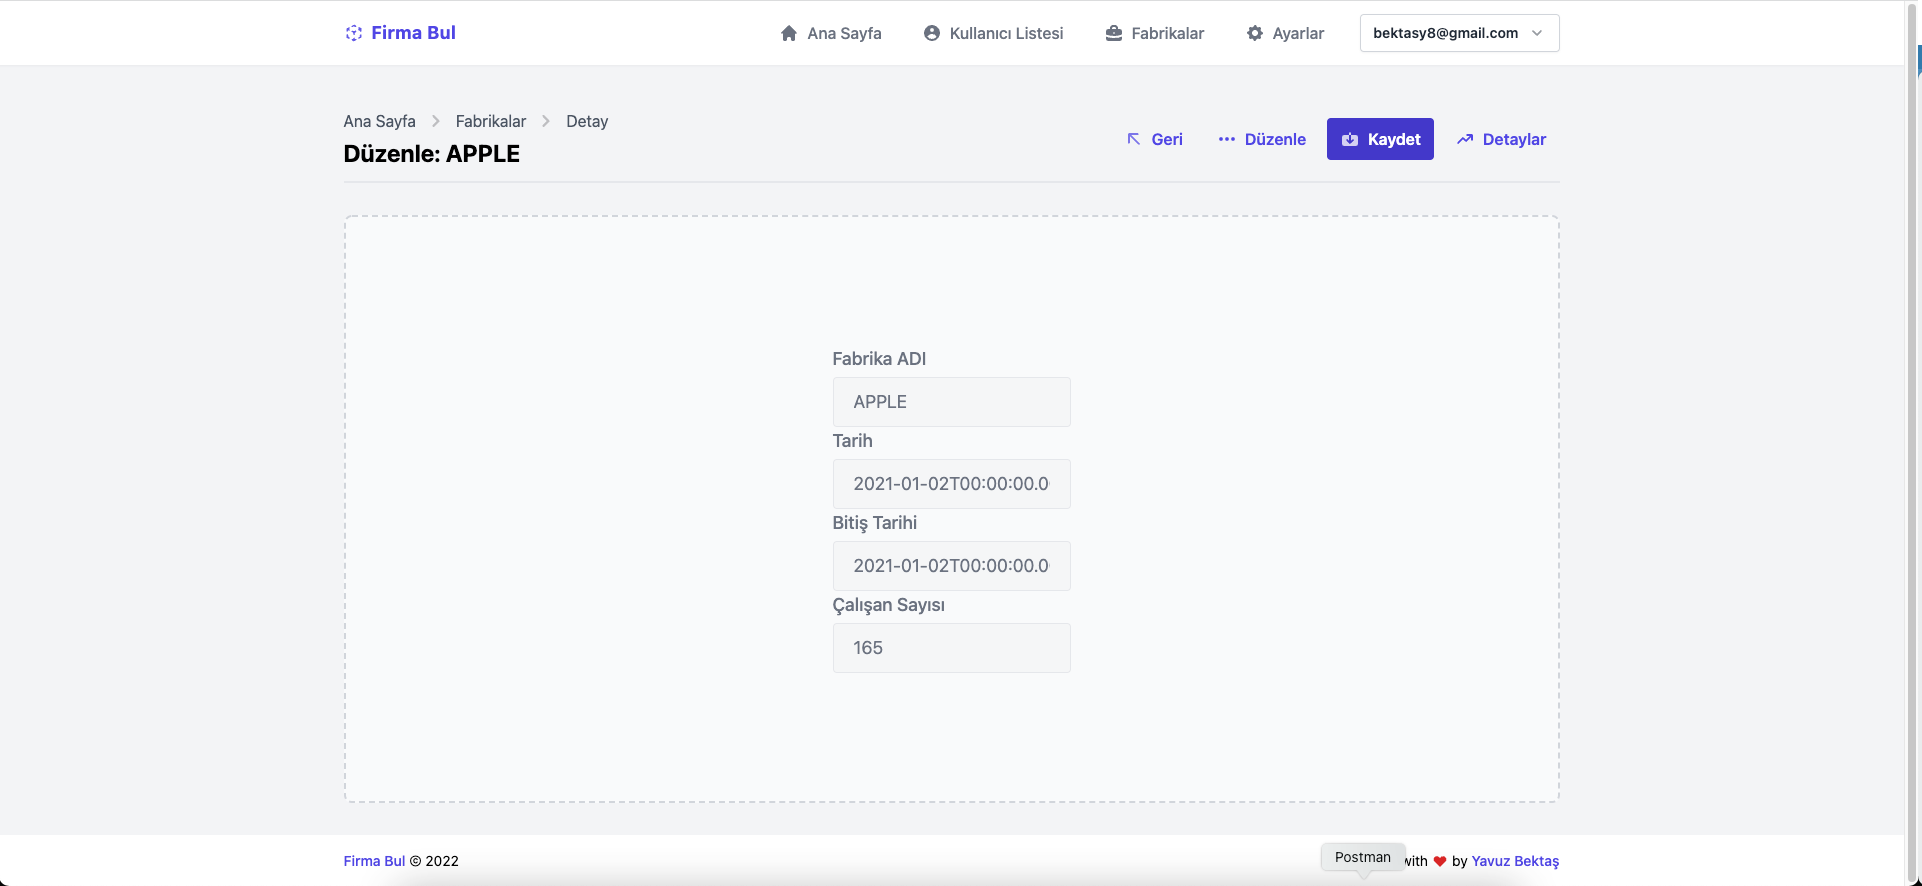 Firma Bul
Ana Sayfa
Kullanıcı Listesi
Fabrikalar
Ayarlar
bektasy8@gmail.com
Ana Sayfa
Fabrikalar
Detay
Düzenle: APPLE
Geri
Düzenle
Kaydet
Detaylar
Fabrika ADI
APPLE
Tarih
2021-01-02T00:00:00.0
Bitiş Tarihi
2021-01-02T00:00:00.0
Çalışan Sayısı
165
Firma Bul © 2022
Postman
with ❤ by Yavuz Bektaş